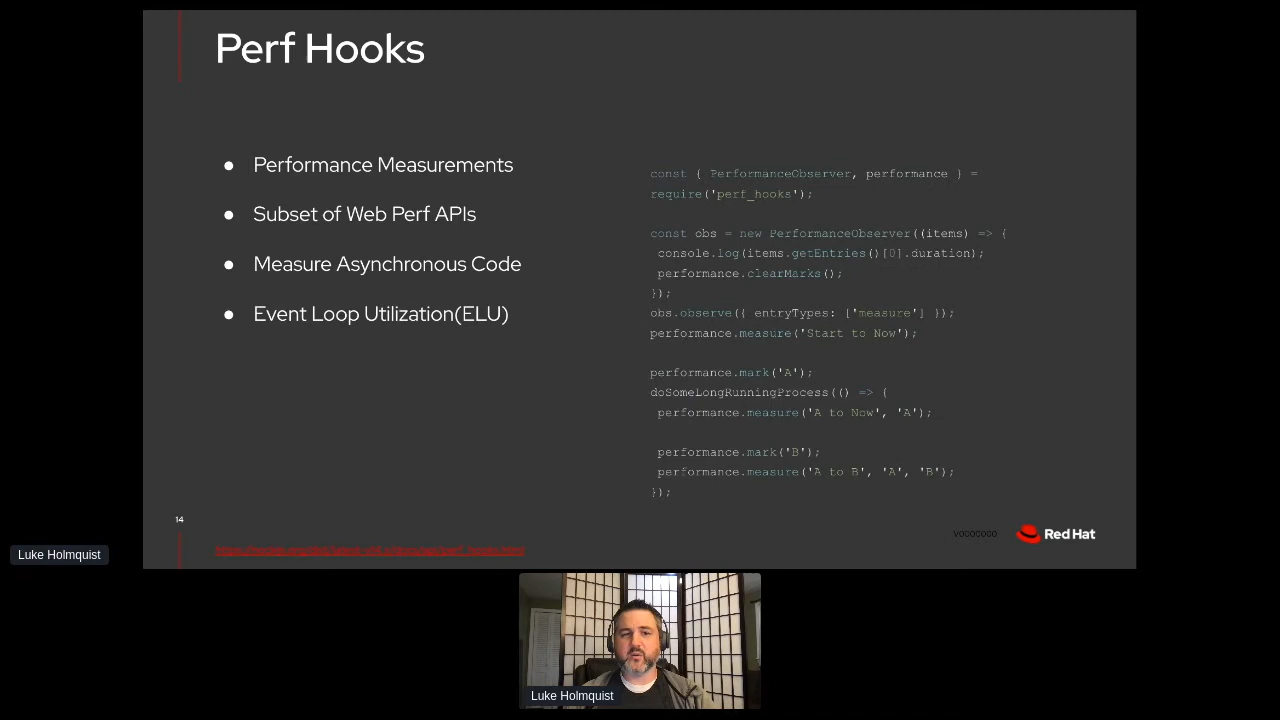 Perf Hooks
● Performance Measurements
● Subset of Web Perf APIs
● Measure Asynchronous Code
● Event Loop Utilization(ELU)
const { PerformanceObserver, performance } =
require('perf_hooks');
const obs = new PerformanceObserver((items) => {
console.log(items.getEntries()[0].duration);
performance.clearMarks();
});
obs.observe({ entryTypes: ['measure'] });
performance.measure('Start to Now');
performance.mark('A');
doSomeLongRunningProcess(() => {
performance.measure('A to Now', 'A');
performance.mark('B');
performance.measure('A to B', 'A', 'B');
});
14
V0000000
Red Hat
Luke Holmquist
Luke Holmquist